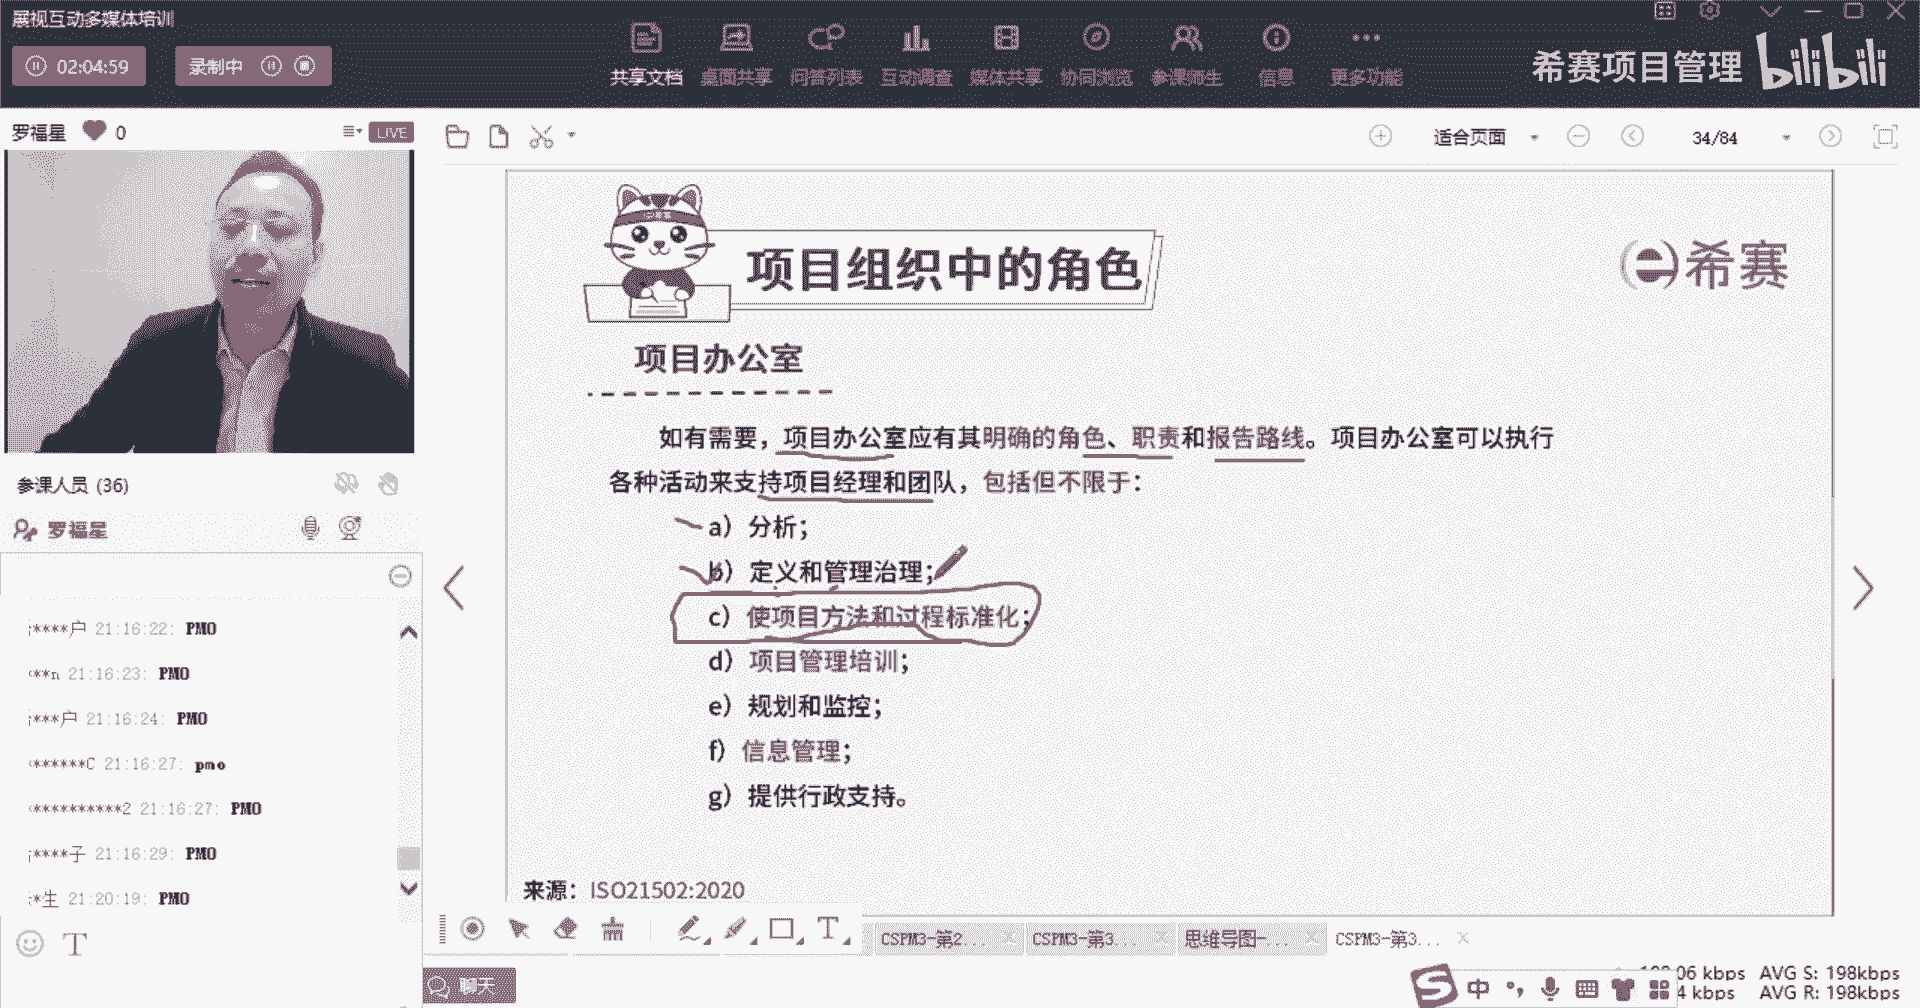 展视互动多媒体培训
02:04:59
录制中
共享文档 桌面共享 问答列表 互动调查 媒体共享 协同浏览 参课师生 信息 更多功能
希赛项目管理 bilibili
罗福星 0 LIVE
适合页面 34/84
项目组织中的角色
希赛
项目办公室
如有需要，项目办公室应有其明确的角色、职责和报告路线。项目办公室可以执行
各种活动来支持项目经理和团队，包括但不限于：
a）分析；
b）定义和管理治理；
c）使项目方法和过程标准化；
d）项目管理培训；
e）规划和监控；
f）信息管理；
g）提供行政支持。
来源：ISO21502:2020
参课人员 (36)
罗福星
****户 21:16:22: PMO
**n 21:16:23: PMO
***户 21:16:24: PMO
******C 21:16:27: pmo
**********2 21:16:27: PMO
****子 21:16:29: PMO
*生 21:20:19: PMO
T
T
CSPM3-第2... CSPM3-第3... 思维导图-... CSPM3-第3...
聊天
中
06 kbps AVG S: 198kbps
4 kbps AVG R: 198kbps